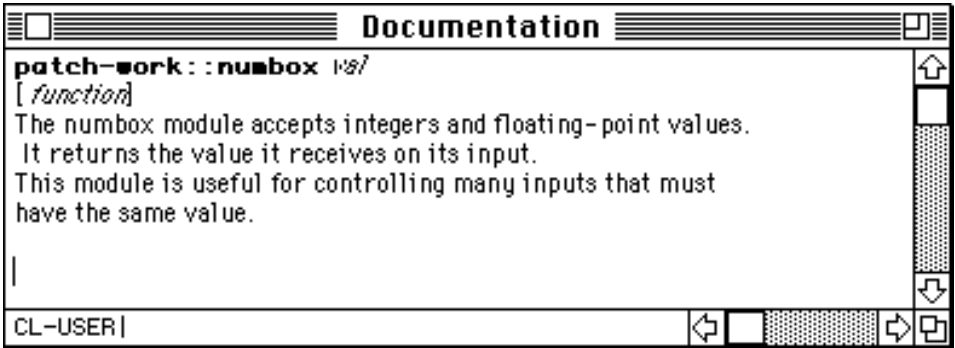 Documentation
patch-work::numbox val
[function]
The numbox module accepts integers and floating-point values.
It returns the value it receives on its input.
This module is useful for controlling many inputs that must
have the same value.
CL-USER